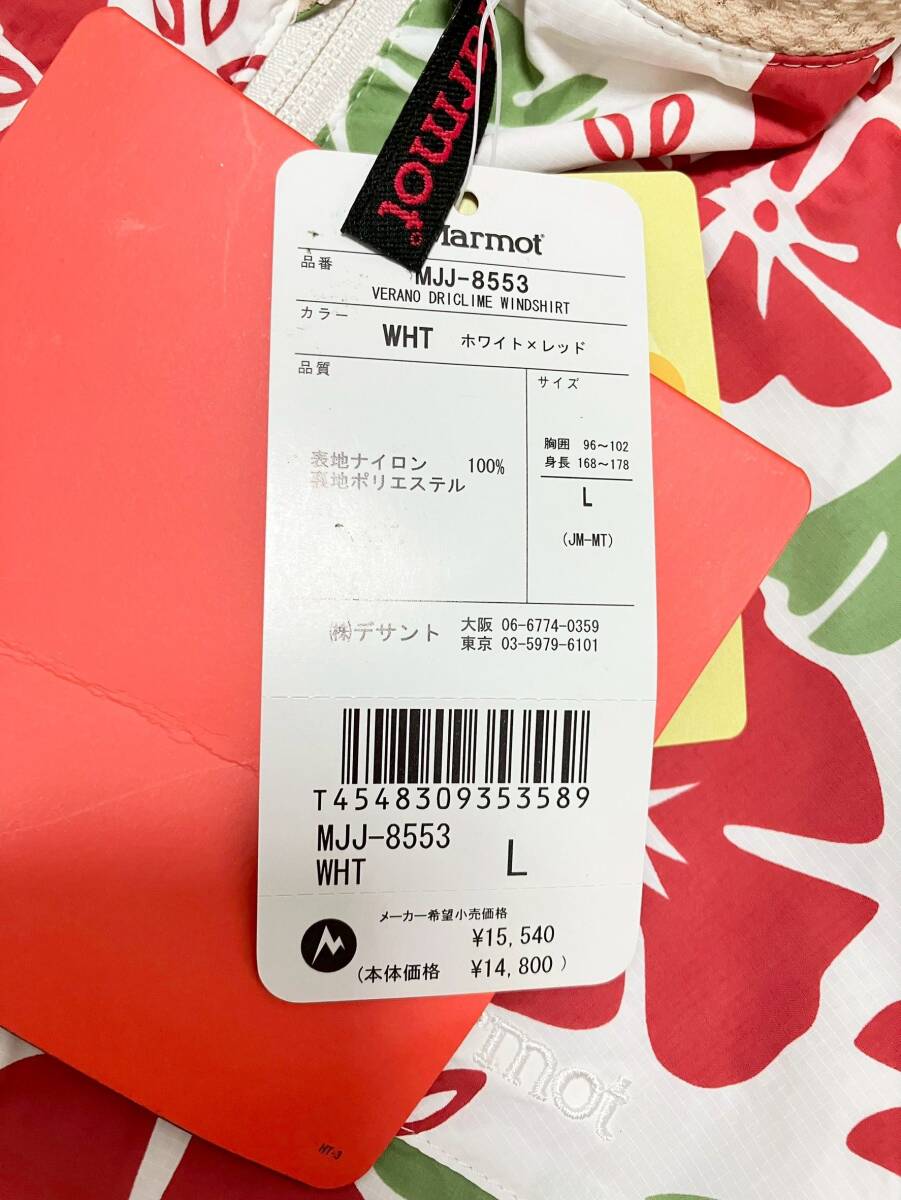 Marmot
Marmot
品番
MJJ-8553
VERANO DRICLIME WINDSHIRT
カラー
WHT ホワイト×レッド
品質
サイズ
表地ナイロン 100%
裏地ポリエステル
胸囲 96～102
身長 168～178
L
(JM-MT)
㈱デサント
大阪 06-6774-0359
東京 03-5979-6101
T4548309353589
MJJ-8553
WHT
L
メーカー希望小売価格
¥15,540
(本体価格 ¥14,800)
rmot
HT-3